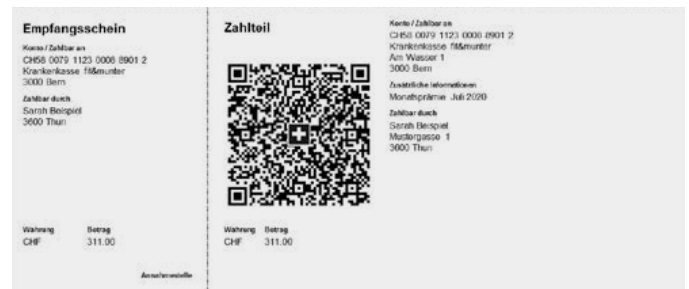 Empfangsschein
Konto / Zahlbar an
CH58 0079 1123 0008 8901 2
Krankenkasse fit&munter
3000 Bern
Zahlbar durch
Sarah Beispiel
3600 Thun
Währung Betrag
CHF 311.00
Annahmestelle
Zahlteil
Währung Betrag
CHF 311.00
Konto / Zahlbar an
CH58 0079 1123 0008 8901 2
Krankenkasse fit&munter
Am Wasser 1
3000 Bern
Zusätzliche Informationen
Monatsprämie Juli 2020
Zahlbar durch
Sarah Beispiel
Mustergasse 1
3600 Thun